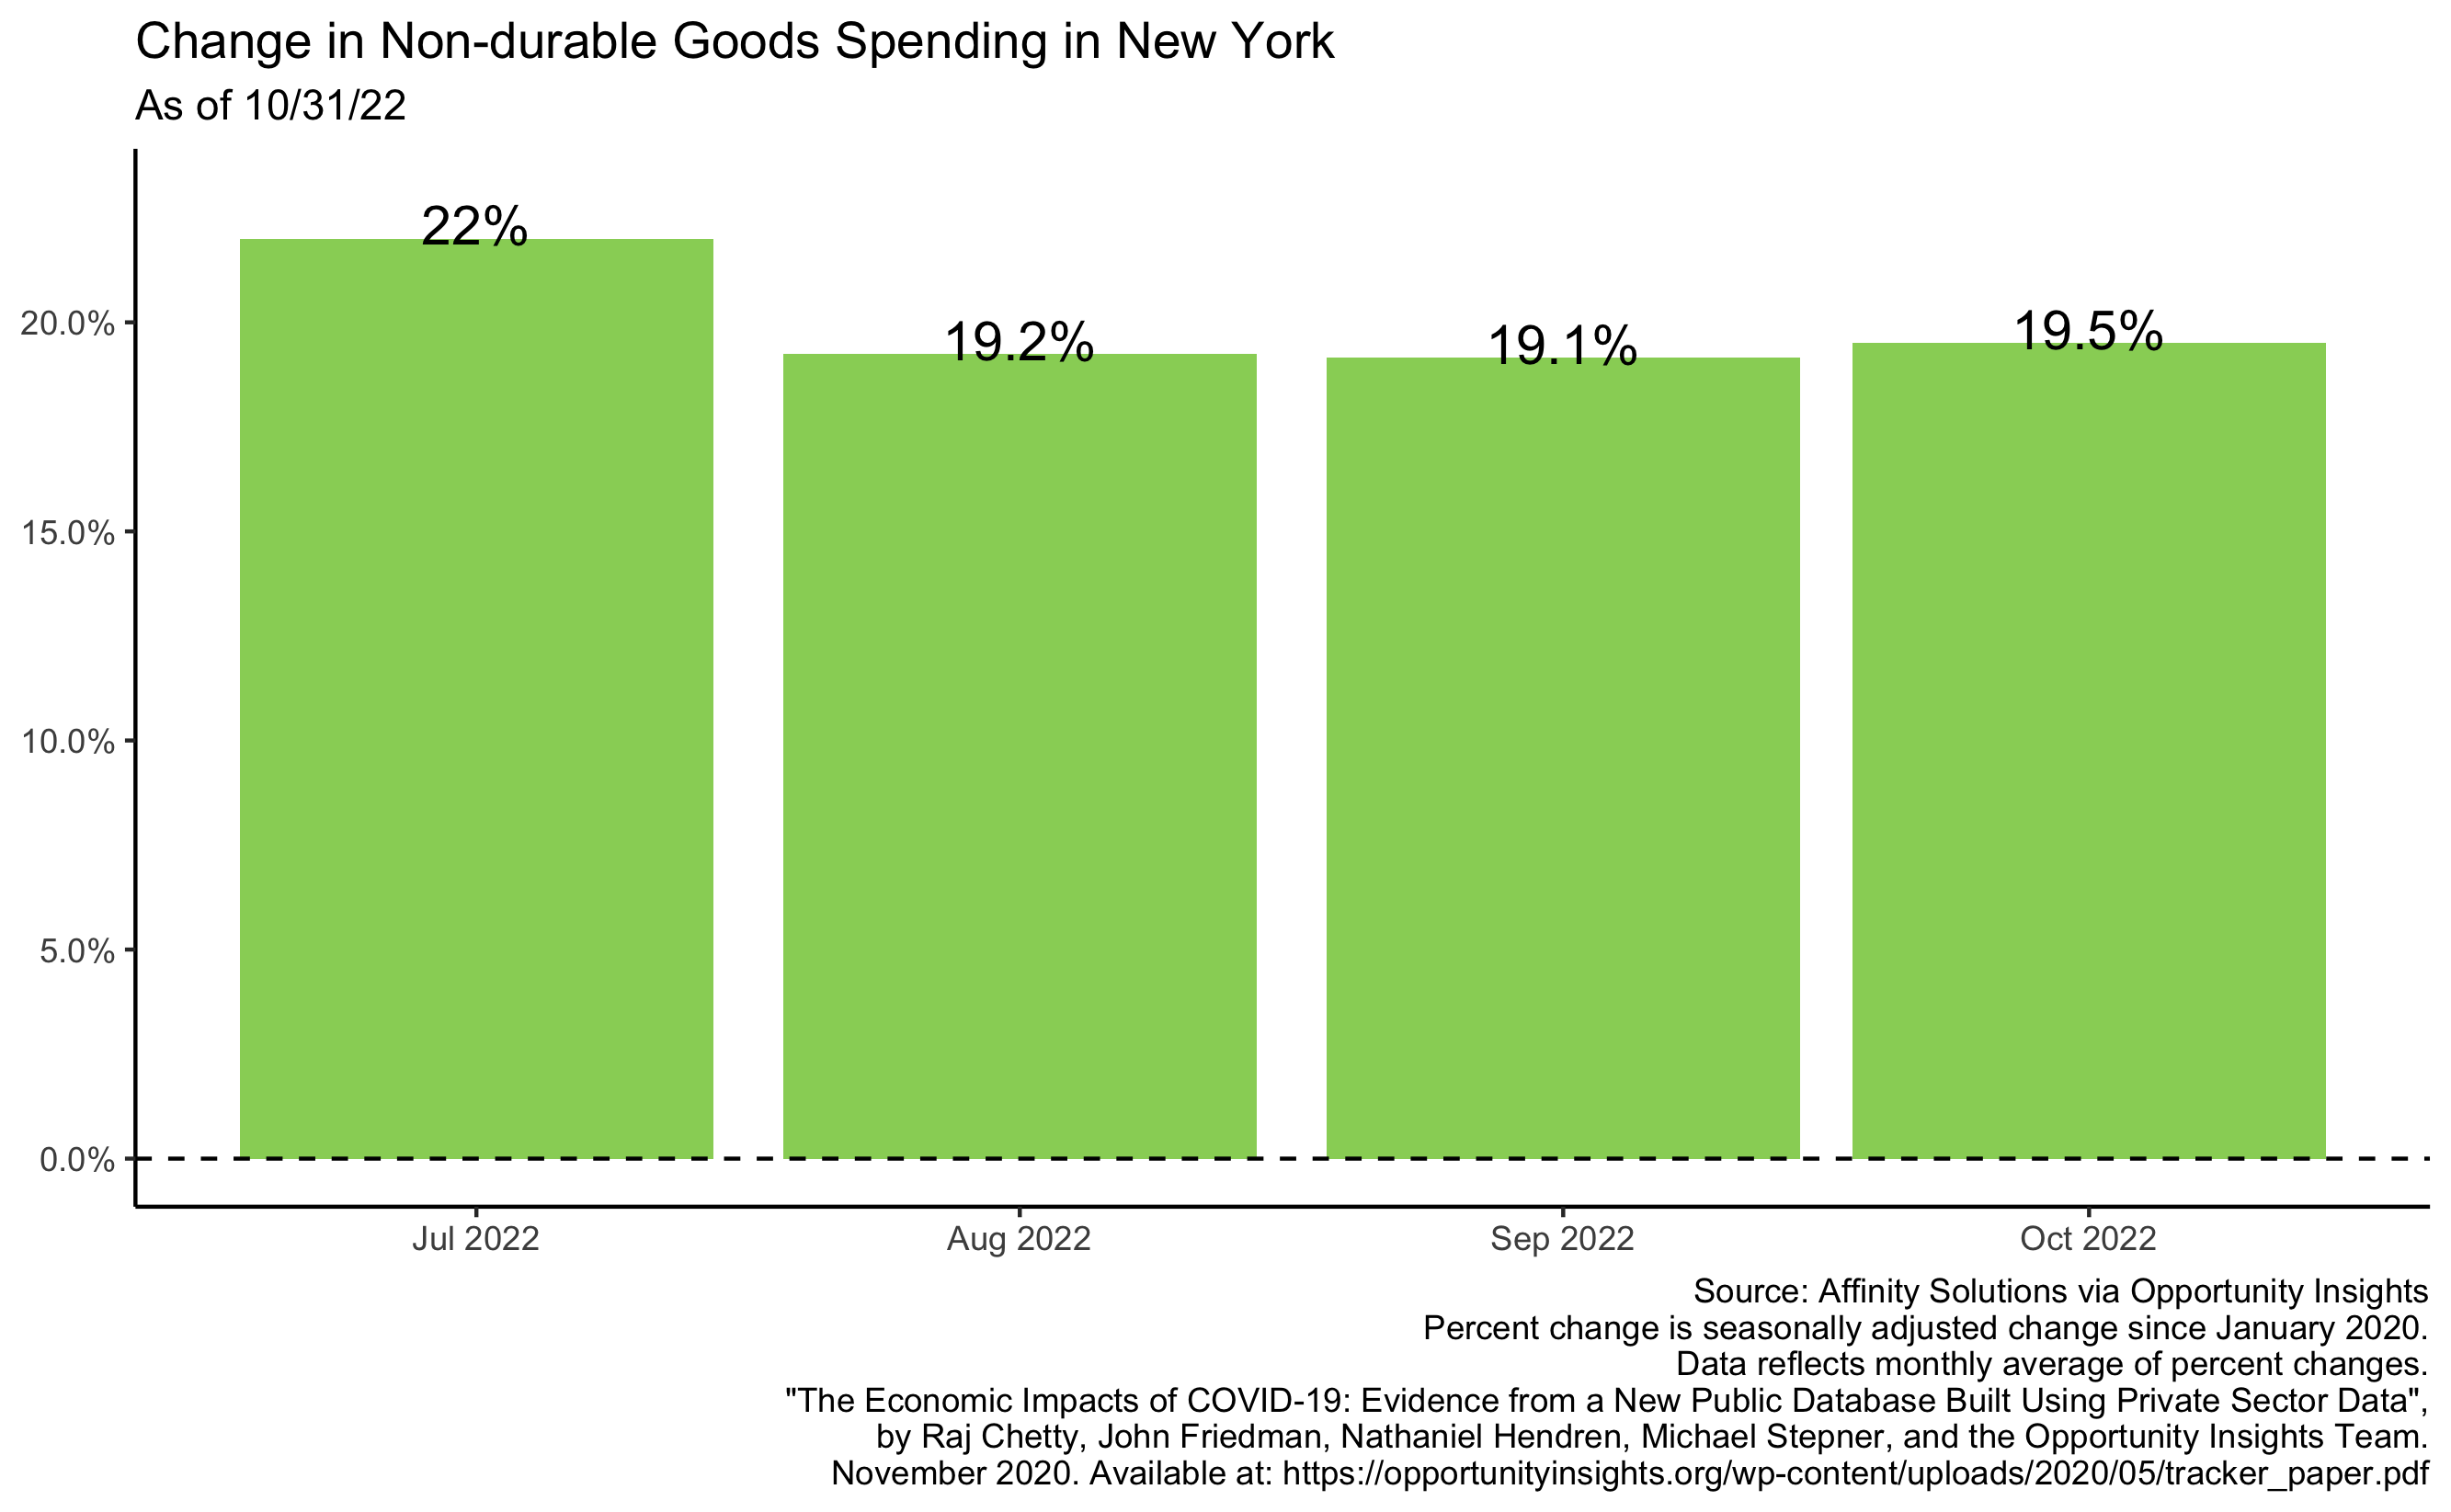 Change in Non-durable Goods Spending in New York
As of 10/31/22
22%
19.2%
19.1%
19.5%
20.0%
15.0%
10.0%
5.0%
0.0%
Jul 2022
Aug 2022
Sep 2022
Oct 2022
Source: Affinity Solutions via Opportunity Insights
Percent change is seasonally adjusted change since January 2020.
Data reflects monthly average of percent changes.
"The Economic Impacts of COVID-19: Evidence from a New Public Database Built Using Private Sector Data",
by Raj Chetty, John Friedman, Nathaniel Hendren, Michael Stepner, and the Opportunity Insights Team.
November 2020. Available at: https://opportunityinsights.org/wp-content/uploads/2020/05/tracker_paper.pdf